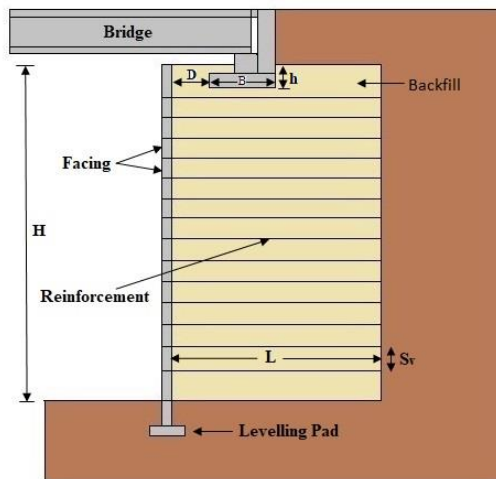 Bridge
D
B
h
Backfill
Facing
H
Reinforcement
L
Sv
Levelling Pad